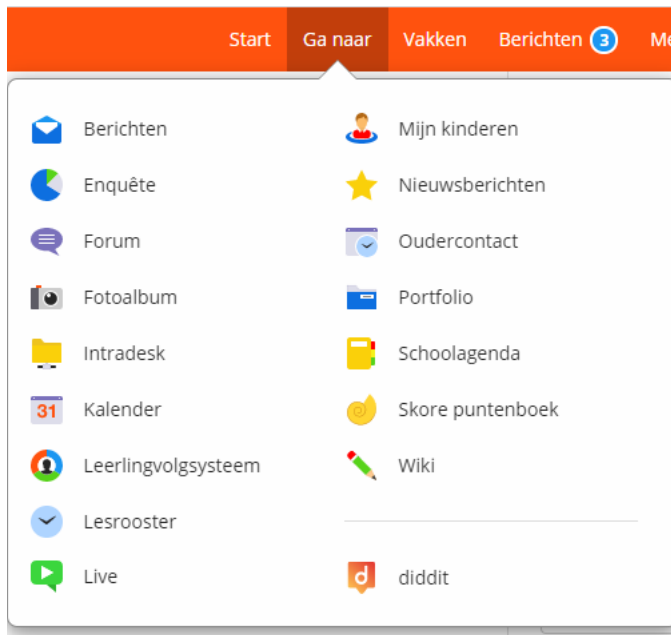 Start Ga naar Vakken Berichten 3
Berichten
Enquête
Forum
Fotoalbum
Intradesk
31 Kalender
Leerlingvolgsysteem
Lesrooster
Live
Mijn kinderen
Nieuwsberichten
Oudercontact
Portfolio
Schoolagenda
Skore puntenboek
Wiki
d diddit